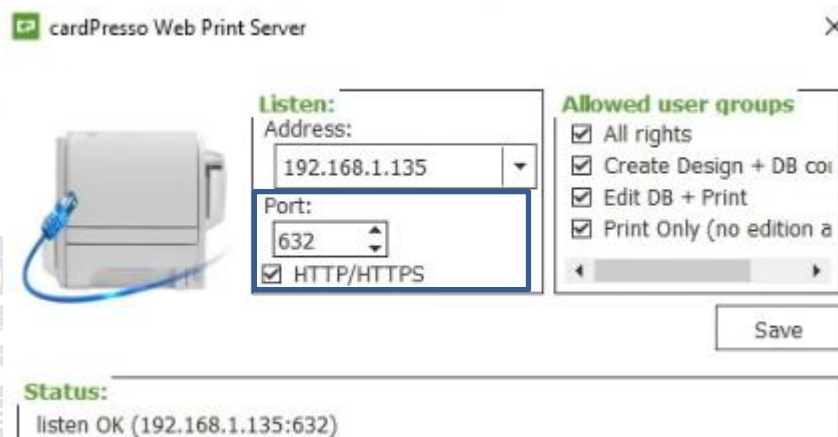 cardPresso Web Print Server
Listen:
Address:
192.168.1.135
Port:
632
HTTP/HTTPS
Allowed user groups
All rights
Create Design + DB co
Edit DB + Print
Print Only (no edition a
Save
Status:
listen OK (192.168.1.135:632)